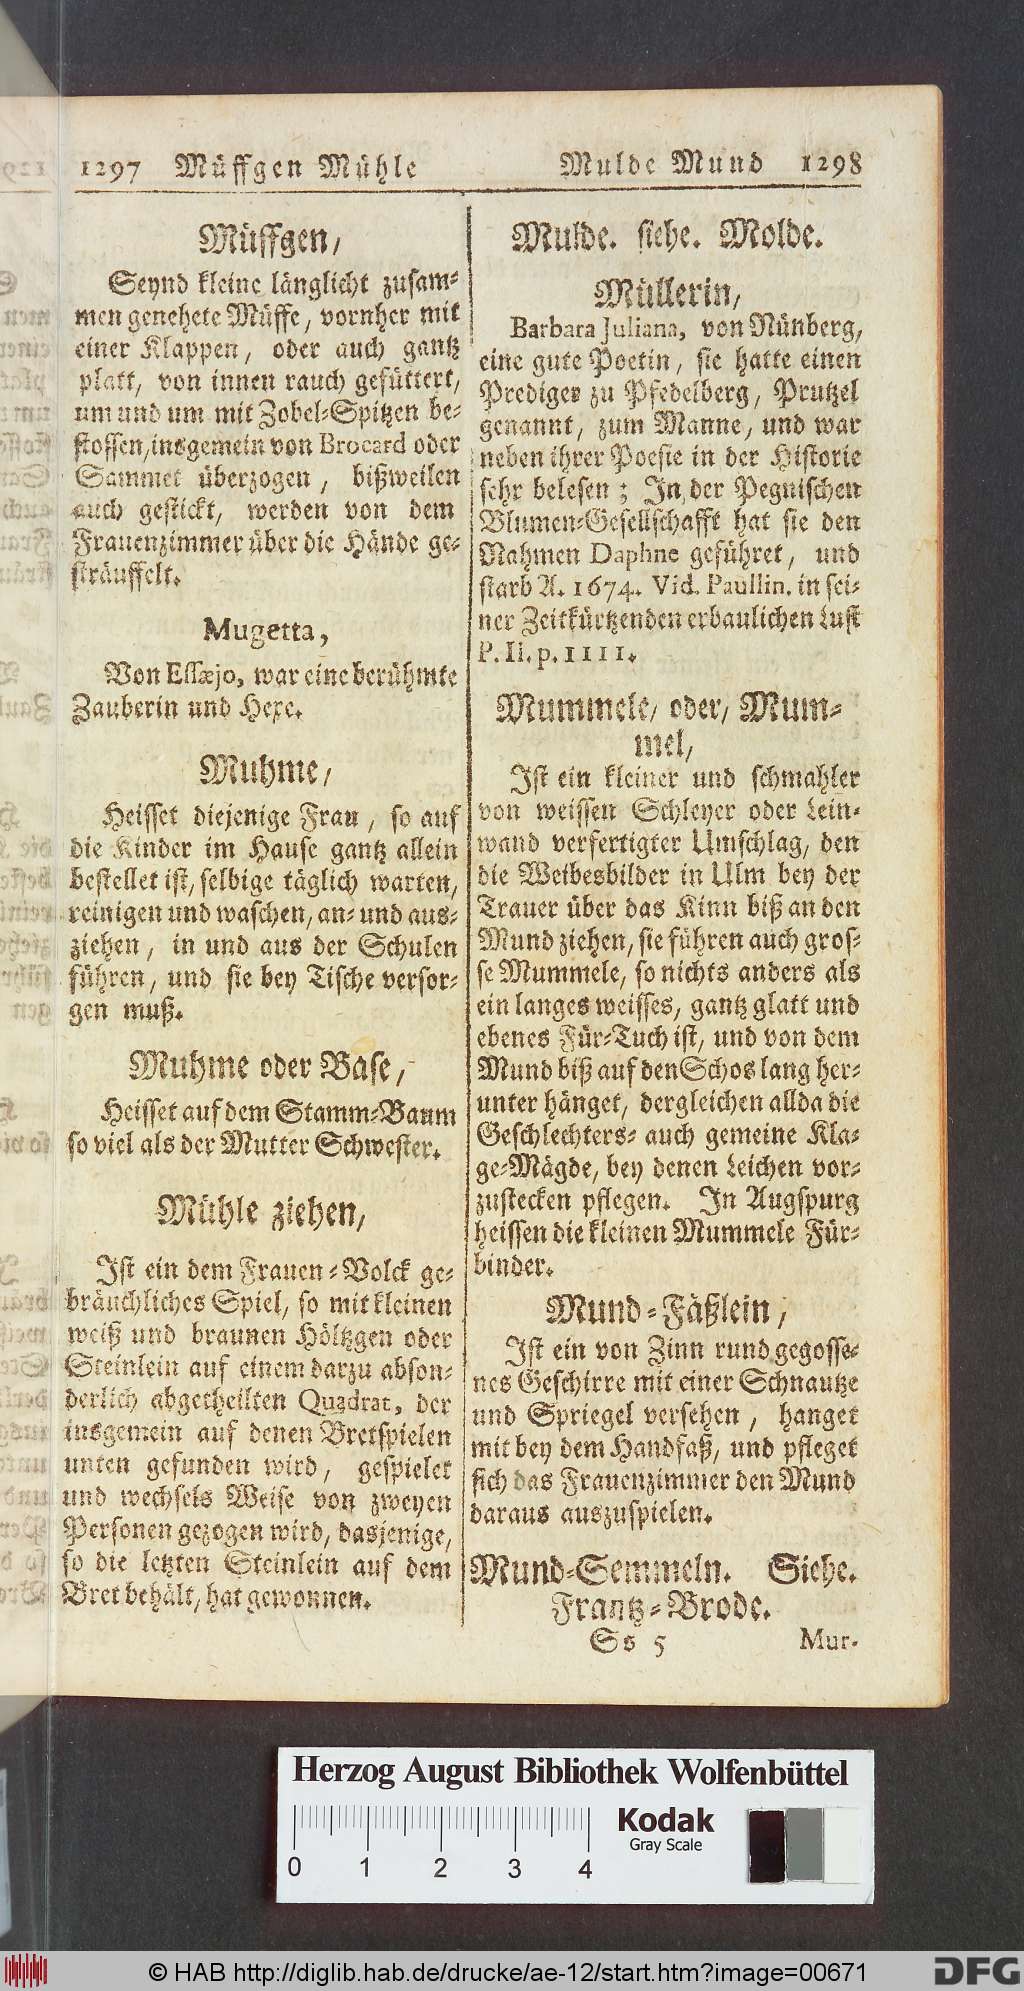 1297 Müffgen Mühle
Müffgen,
Seynd kleine länglicht zusam-
men genehete Müffe, vornher mit
einer Klappen, oder auch gantz
platt, von innen rauch gefüttert,
um und um mit Zobel-Spitzen be-
stossen, insgemein von Brocard oder
Sammet überzogen, bißweilen
auch gestickt, werden von dem
Frauenzimmer über die Hände ge-
sträuffelt.
Mugetta,
Von Essæjo, war eine berühmte
Zauberin und Hexe.
Muhme,
Heisset diejenige Frau, so auf
die Kinder im Hause gantz allein
bestellet ist, selbige täglich warten,
reinigen und waschen, an- und aus-
ziehen, in und aus der Schulen
führen, und sie bey Tische versor-
gen muß.
Muhme oder Base,
Heisset auf dem Stamm-Baum
so viel als der Mutter Schwester.
Mühle ziehen,
Ist ein dem Frauen-Volck ge-
bräuchliches Spiel, so mit kleinen
weiß und braunen Höltzgen oder
Steinlein auf einem darzu abson-
derlich abgetheilten Quadrat, der
insgemein auf denen Bretspielen
unten gefunden wird, gespielet
und wechsels Weise von zweyen
Personen gezogen wird, dasjenige,
so die letzten Steinlein auf dem
Bret behält, hat gewonnen.
Mulde Mund 1298
Mulde. siehe. Molde.
Müllerin,
Barbara Juliana, von Nünberg,
eine gute Poetin, sie hatte einen
Prediger zu Pfedelberg, Prutzel
genannt, zum Manne, und war
neben ihrer Poesie in der Historie
sehr belesen; In der Pegnischen
Blumen-Gesellschafft hat sie den
Nahmen Daphne geführet, und
starb A. 1674. Vid. Paullin. in sei-
ner Zeitkürtzenden erbaulichen Lust
P. II. p. 1111.
Mummele, oder, Mum-
mel,
Ist ein kleiner und schmahler
von weissen Schleyer oder Lein-
wand verfertigter Umschlag, den
die Weibesbilder in Ulm bey der
Trauer über das Kinn biß an den
Mund ziehen, sie führen auch gros-
se Mummele, so nichts anders als
ein langes weisses, gantz glatt und
ebenes Für-Tuch ist, und von dem
Mund biß auf den Schos lang her-
unter hänget, dergleichen allda die
Geschlechters- auch gemeine Kla-
ge-Mägde, bey denen Leichen vor-
zustecken pflegen. In Augspurg
heissen die kleinen Mummele Für-
binder.
Mund-Fäßlein,
Ist ein von Zinn rund gegosse-
nes Geschirre mit einer Schnautze
und Spriegel versehen, hanget
mit bey dem Handfaß, und pfleget
sich das Frauenzimmer den Mund
daraus auszuspielen.
Mund-Semmeln. Siehe.
Frantz-Brode.
Ss 5 Mur-
Herzog August Bibliothek Wolfenbüttel
Kodak
Gray Scale
0 1 2 3 4
© HAB http://diglib.hab.de/drucke/ae-12/start.htm?image=00671
DFG